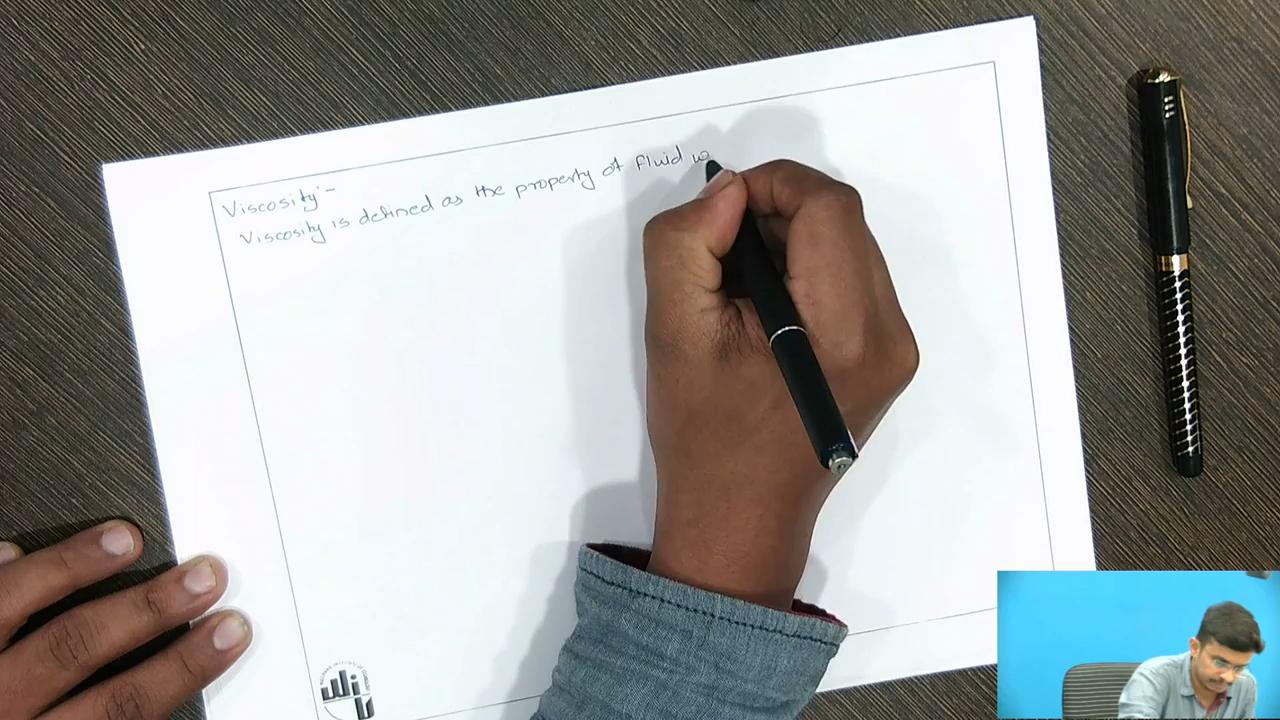 Viscosity:-
Viscosity is defined as the property of fluid